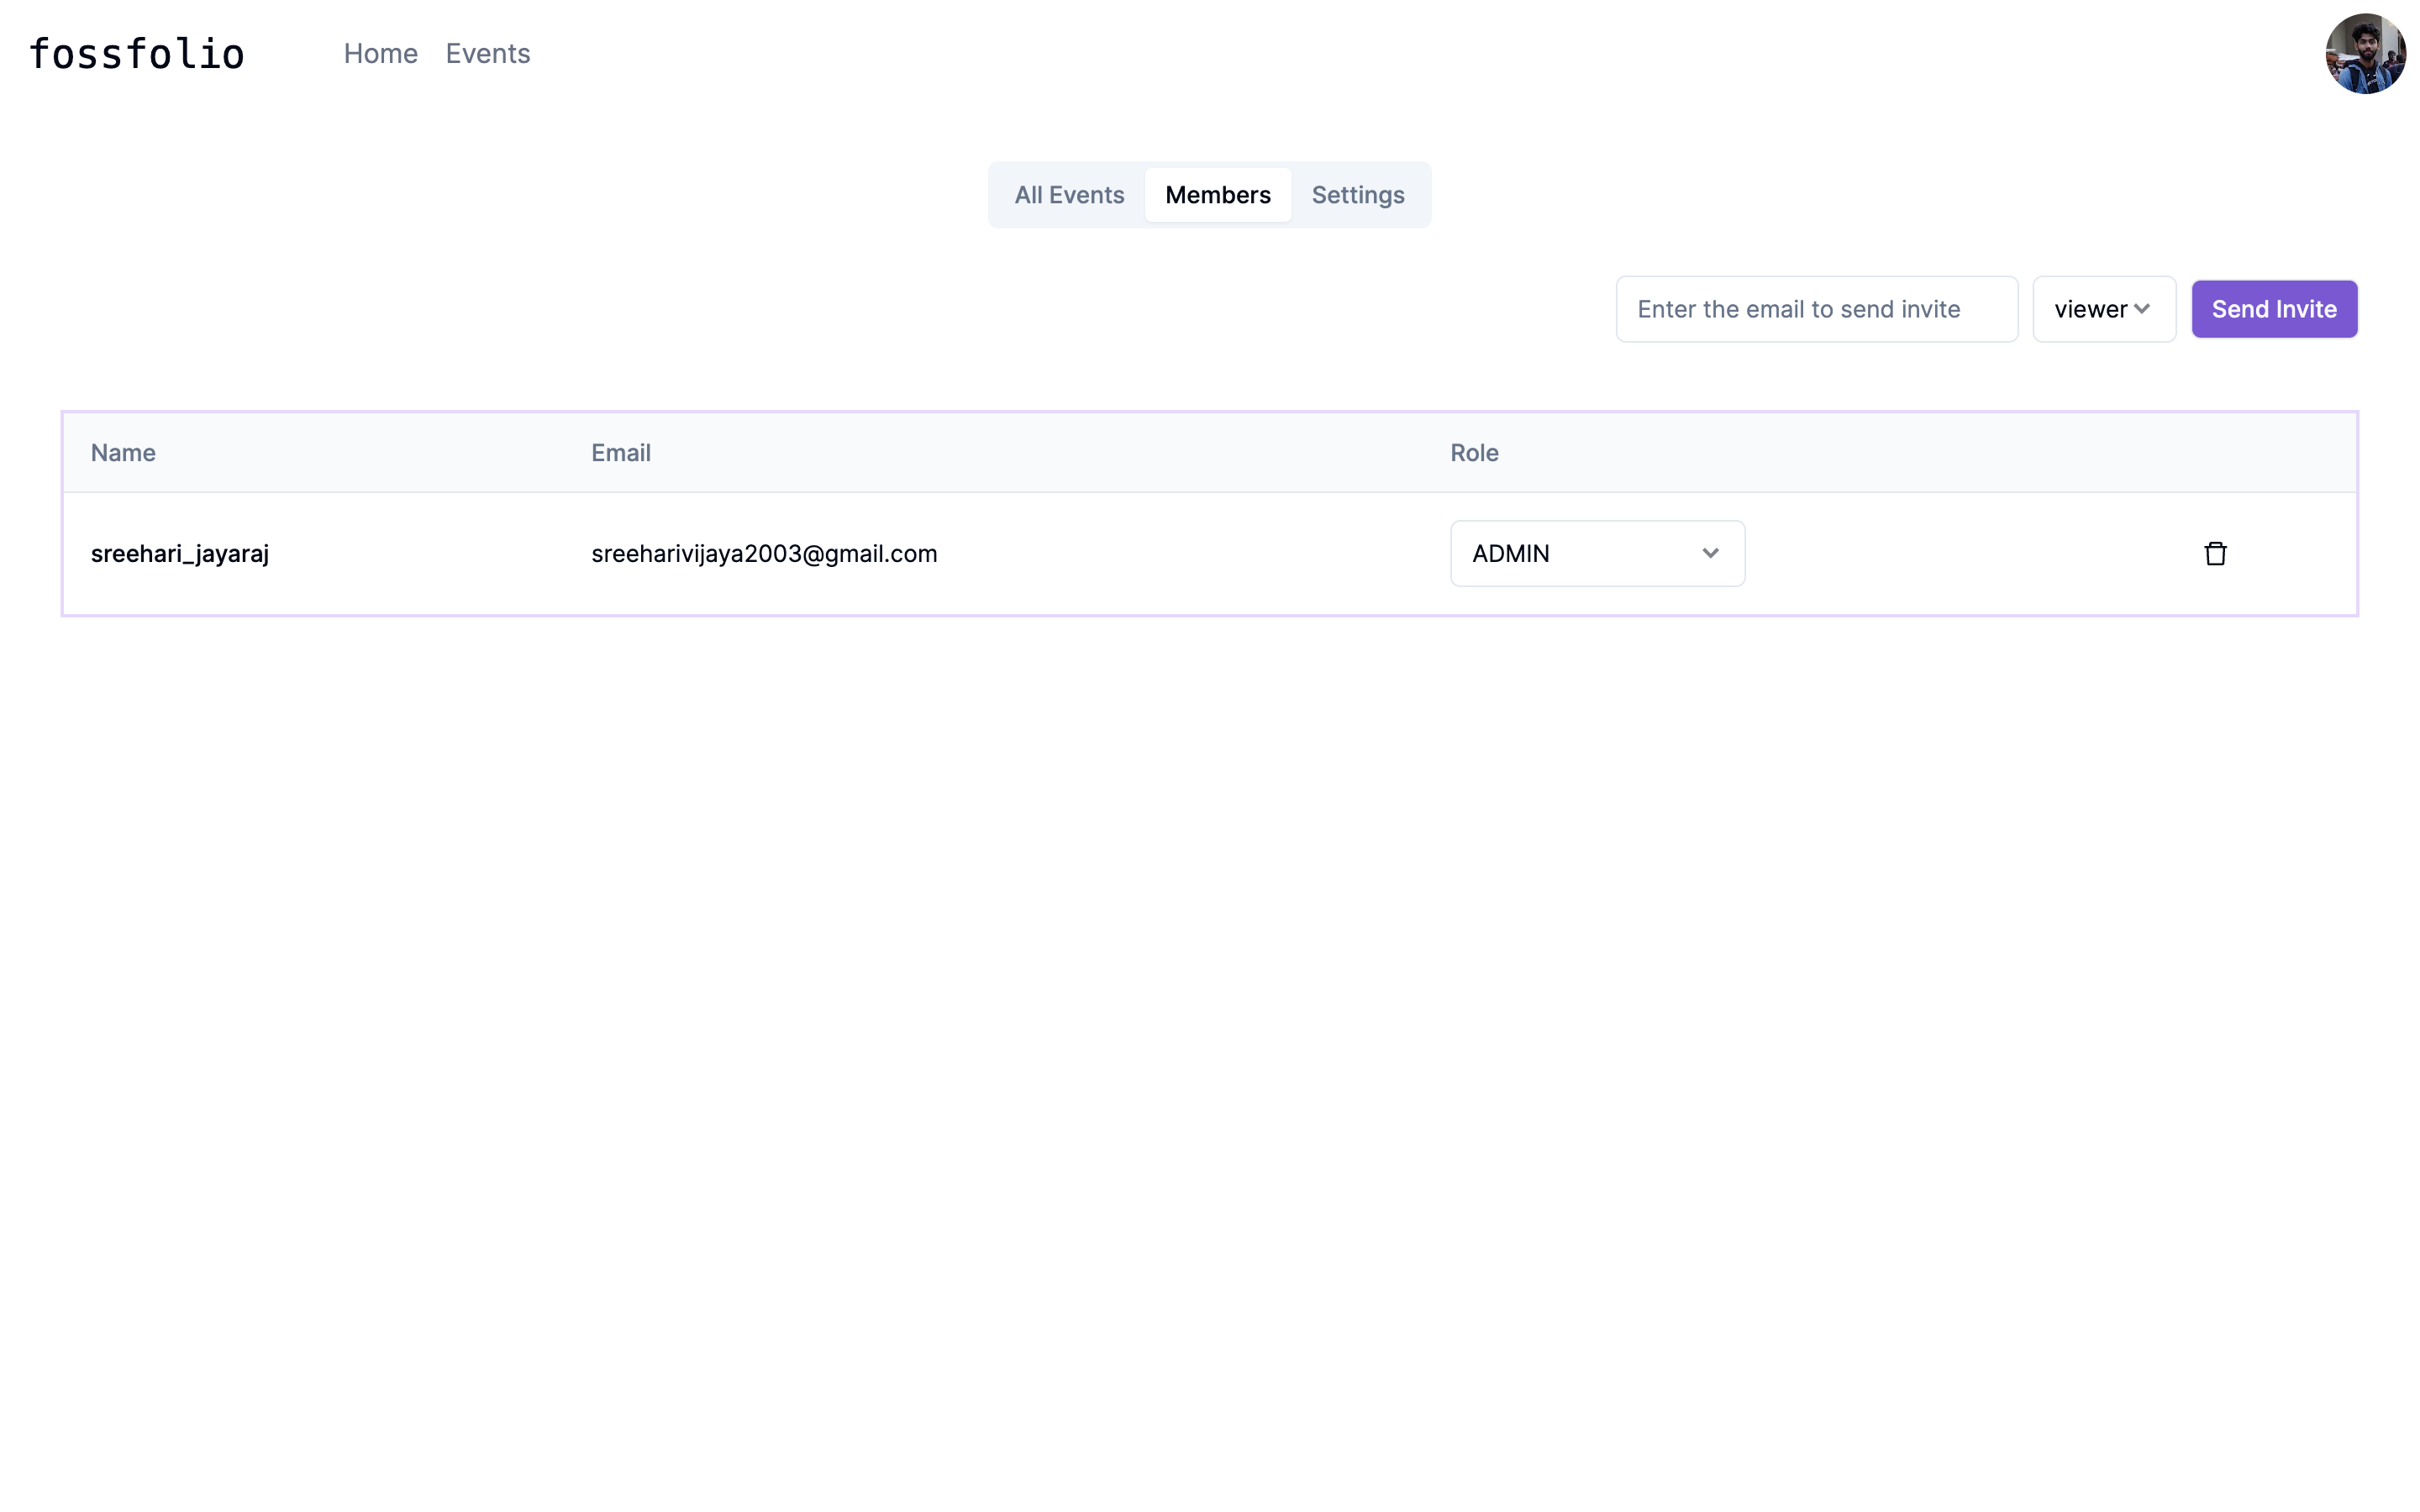 fossfolio Home Events
All Events Members Settings
Enter the email to send invite viewer Send Invite
Name Email Role
sreehari_jayaraj sreeharivijaya2003@gmail.com ADMIN